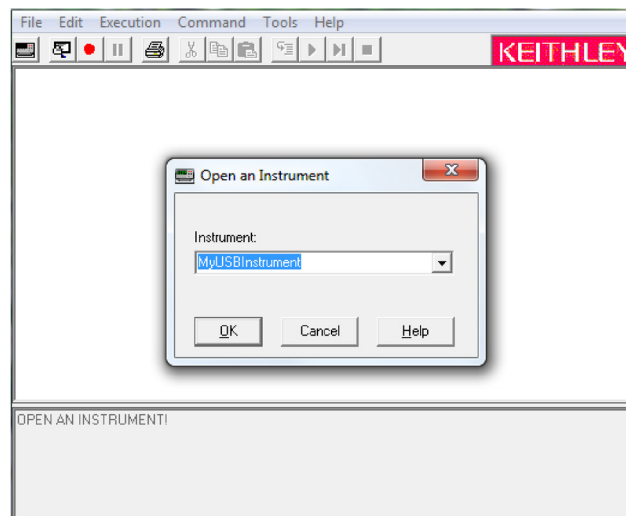 File Edit Execution Command Tools Help
KEITHLEY
Open an Instrument
Instrument:
MyUSBInstrument
OK Cancel Help
OPEN AN INSTRUMENT!